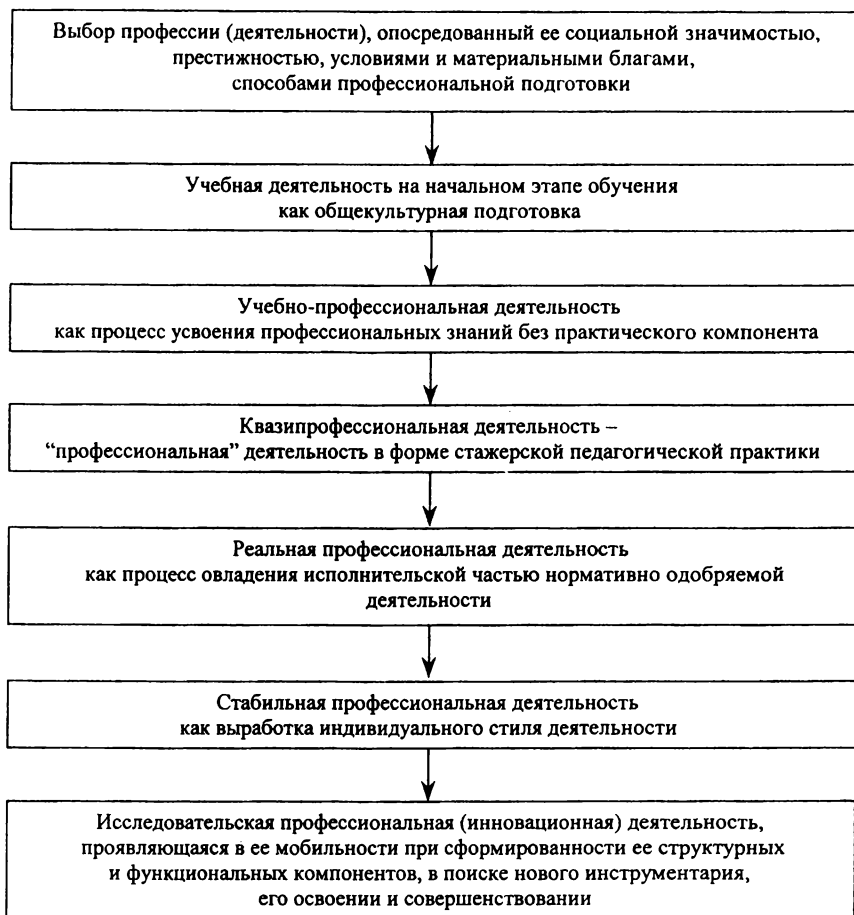 Выбор профессии (деятельности), опосредованный ее социальной значимостью,
престижностью, условиями и материальными благами,
способами профессиональной подготовки
Учебная деятельность на начальном этапе обучения
как общекультурная подготовка
Учебно-профессиональная деятельность
как процесс усвоения профессиональных знаний без практического компонента
Квазипрофессиональная деятельность –
“профессиональная” деятельность в форме стажерской педагогической практики
Реальная профессиональная деятельность
как процесс овладения исполнительской частью нормативно одобряемой
деятельности
Стабильная профессиональная деятельность
как выработка индивидуального стиля деятельности
Исследовательская профессиональная (инновационная) деятельность,
проявляющаяся в ее мобильности при сформированности ее структурных
и функциональных компонентов, в поиске нового инструментария,
его освоении и совершенствовании